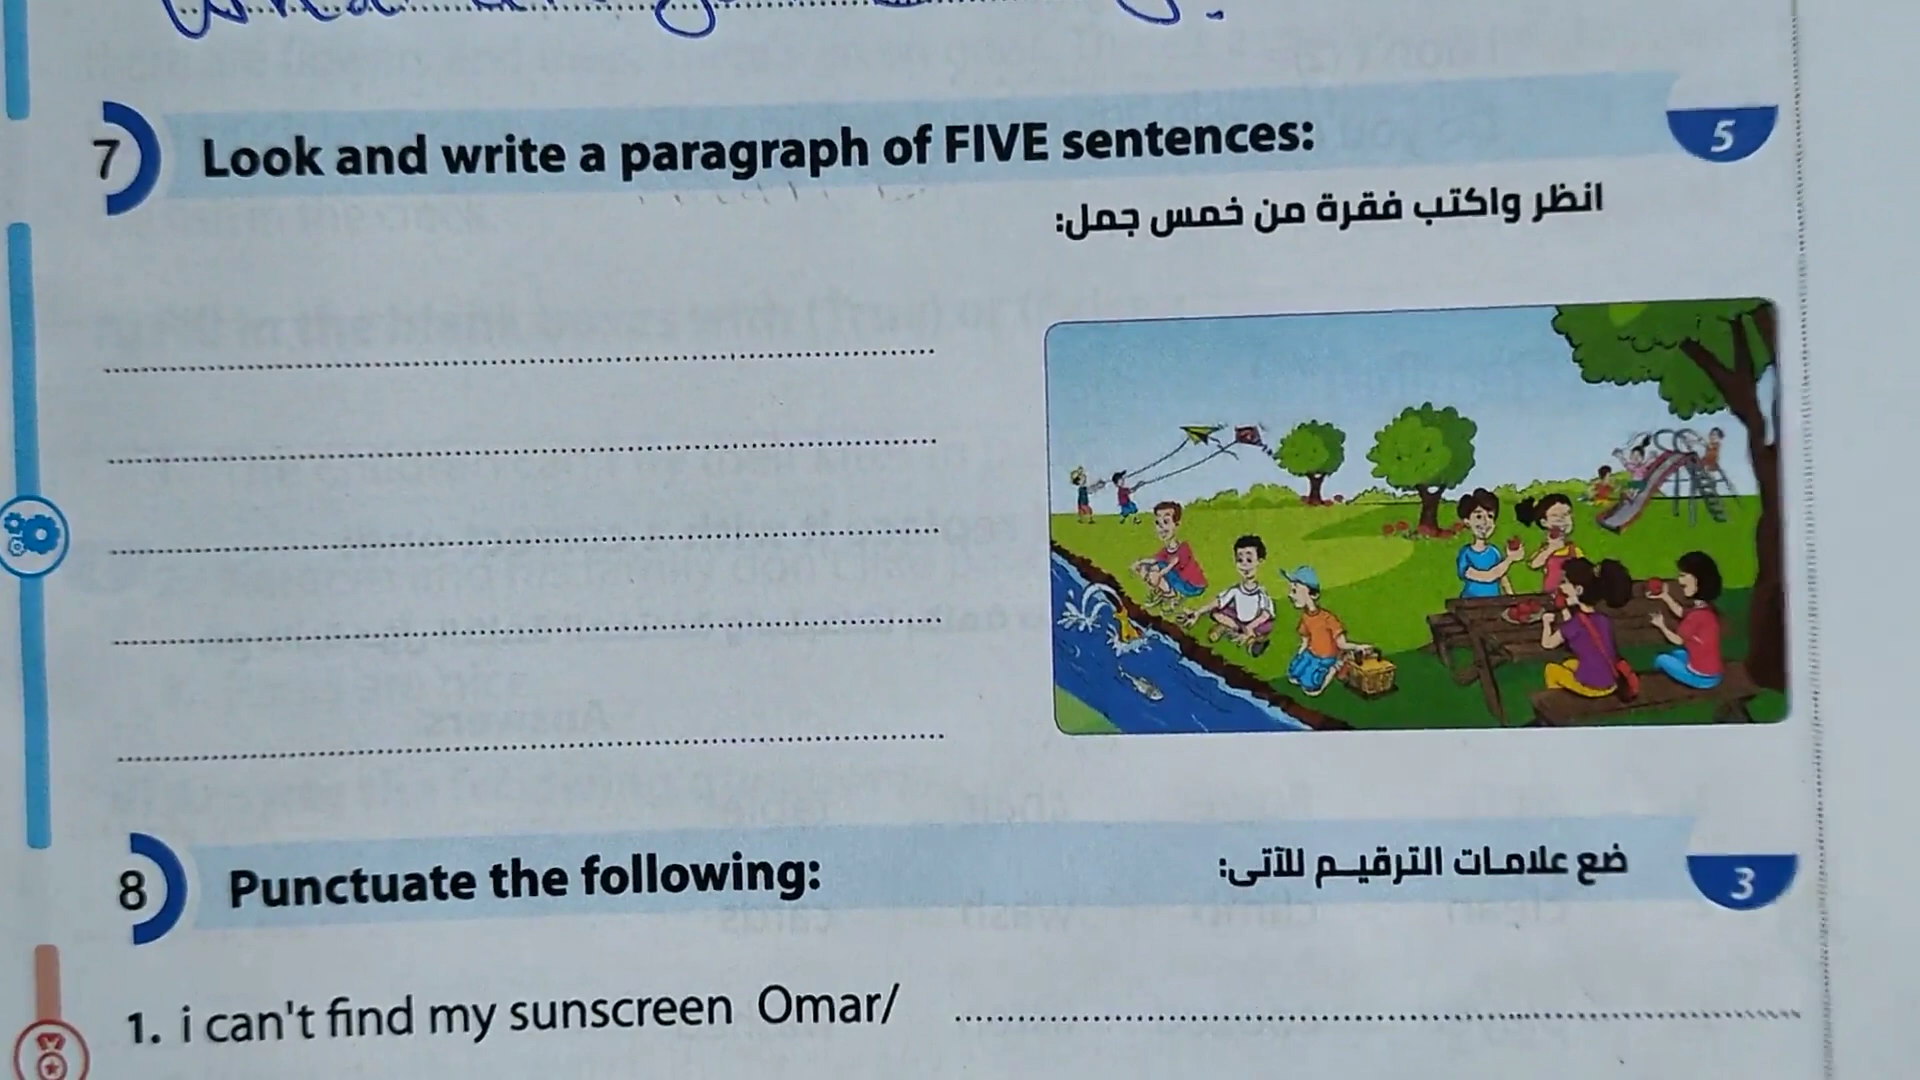 7 Look and write a paragraph of FIVE sentences: 5
انظر واكتب فقرة من خمس جمل:
8 Punctuate the following: ضع علامات الترقيم للآتى: 3
1. i can't find my sunscreen Omar/